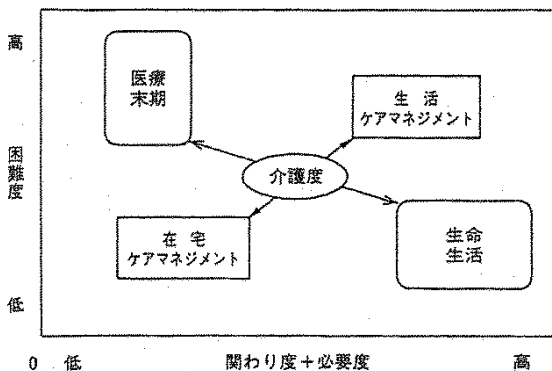 高
困難度
低
医療
末期
生活
ケアマネジメント
介護度
在宅
ケアマネジメント
生命
生活
0 低 関わり度+必要度 高